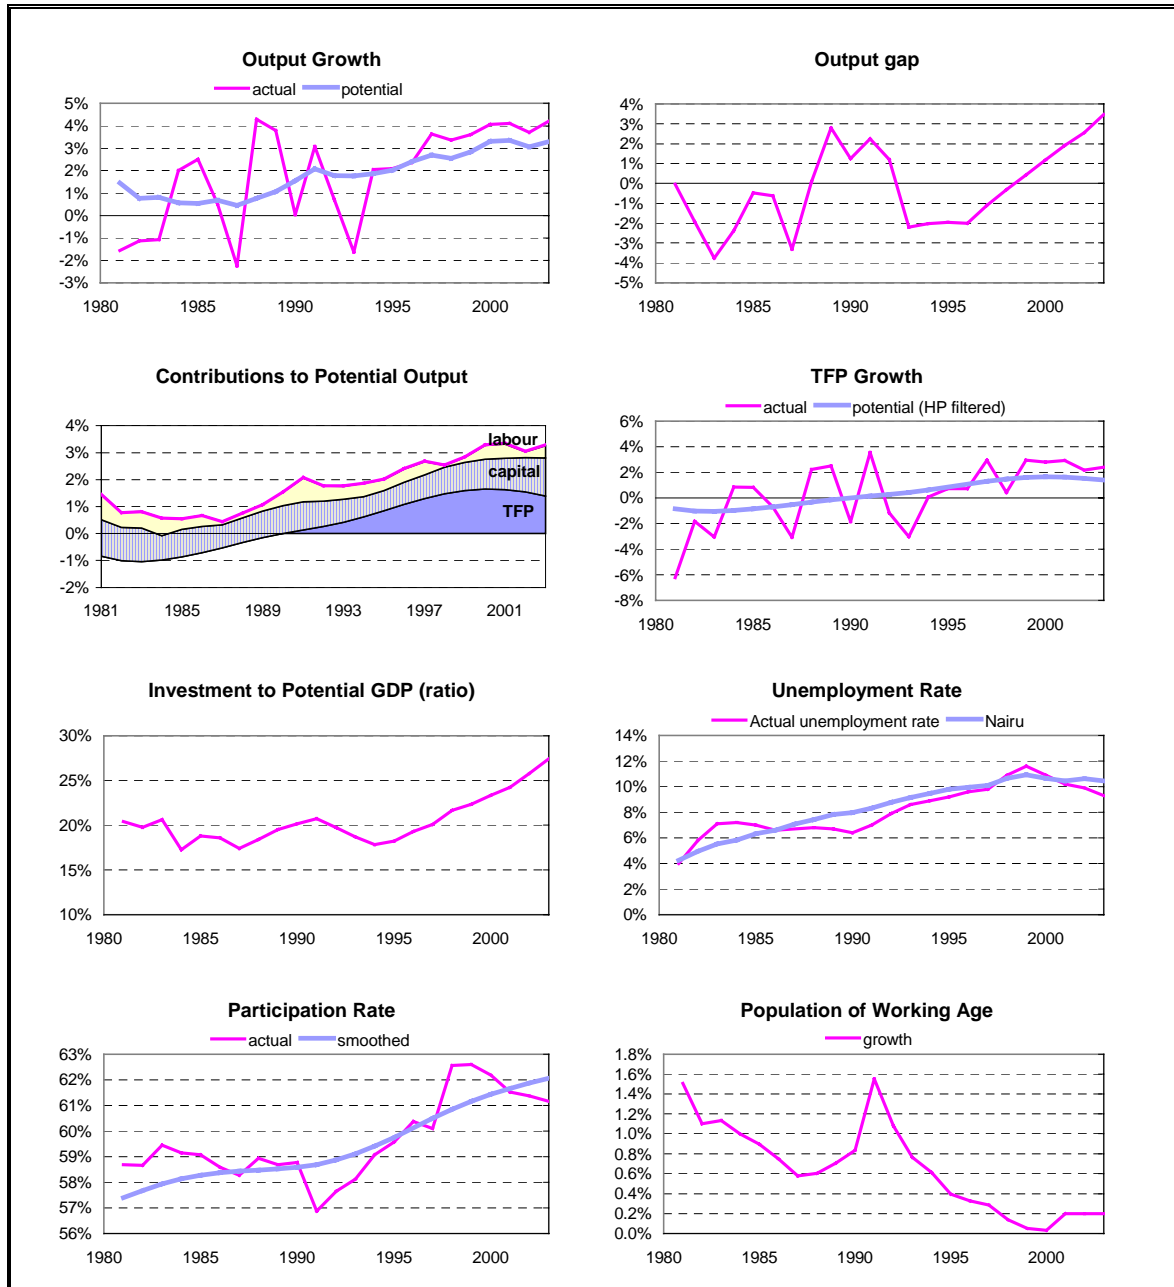 Output Growth
actual potential
5%
4%
3%
2%
1%
0%
-1%
-2%
-3%
1980 1985 1990 1995 2000
Output gap
4%
3%
2%
1%
0%
-1%
-2%
-3%
-4%
-5%
1980 1985 1990 1995 2000
Contributions to Potential Output
4%
3%
2%
1%
0%
-1%
-2%
labour
capital
TFP
1981 1985 1989 1993 1997 2001
TFP Growth
actual potential (HP filtered)
6%
4%
2%
0%
-2%
-4%
-6%
-8%
1980 1985 1990 1995 2000
Investment to Potential GDP (ratio)
30%
25%
20%
15%
10%
1980 1985 1990 1995 2000
Unemployment Rate
Actual unemployment rate Nairu
14%
12%
10%
8%
6%
4%
2%
0%
1980 1985 1990 1995 2000
Participation Rate
actual smoothed
63%
62%
61%
60%
59%
58%
57%
56%
1980 1985 1990 1995 2000
Population of Working Age
growth
1.8%
1.6%
1.4%
1.2%
1.0%
0.8%
0.6%
0.4%
0.2%
0.0%
1980 1985 1990 1995 2000